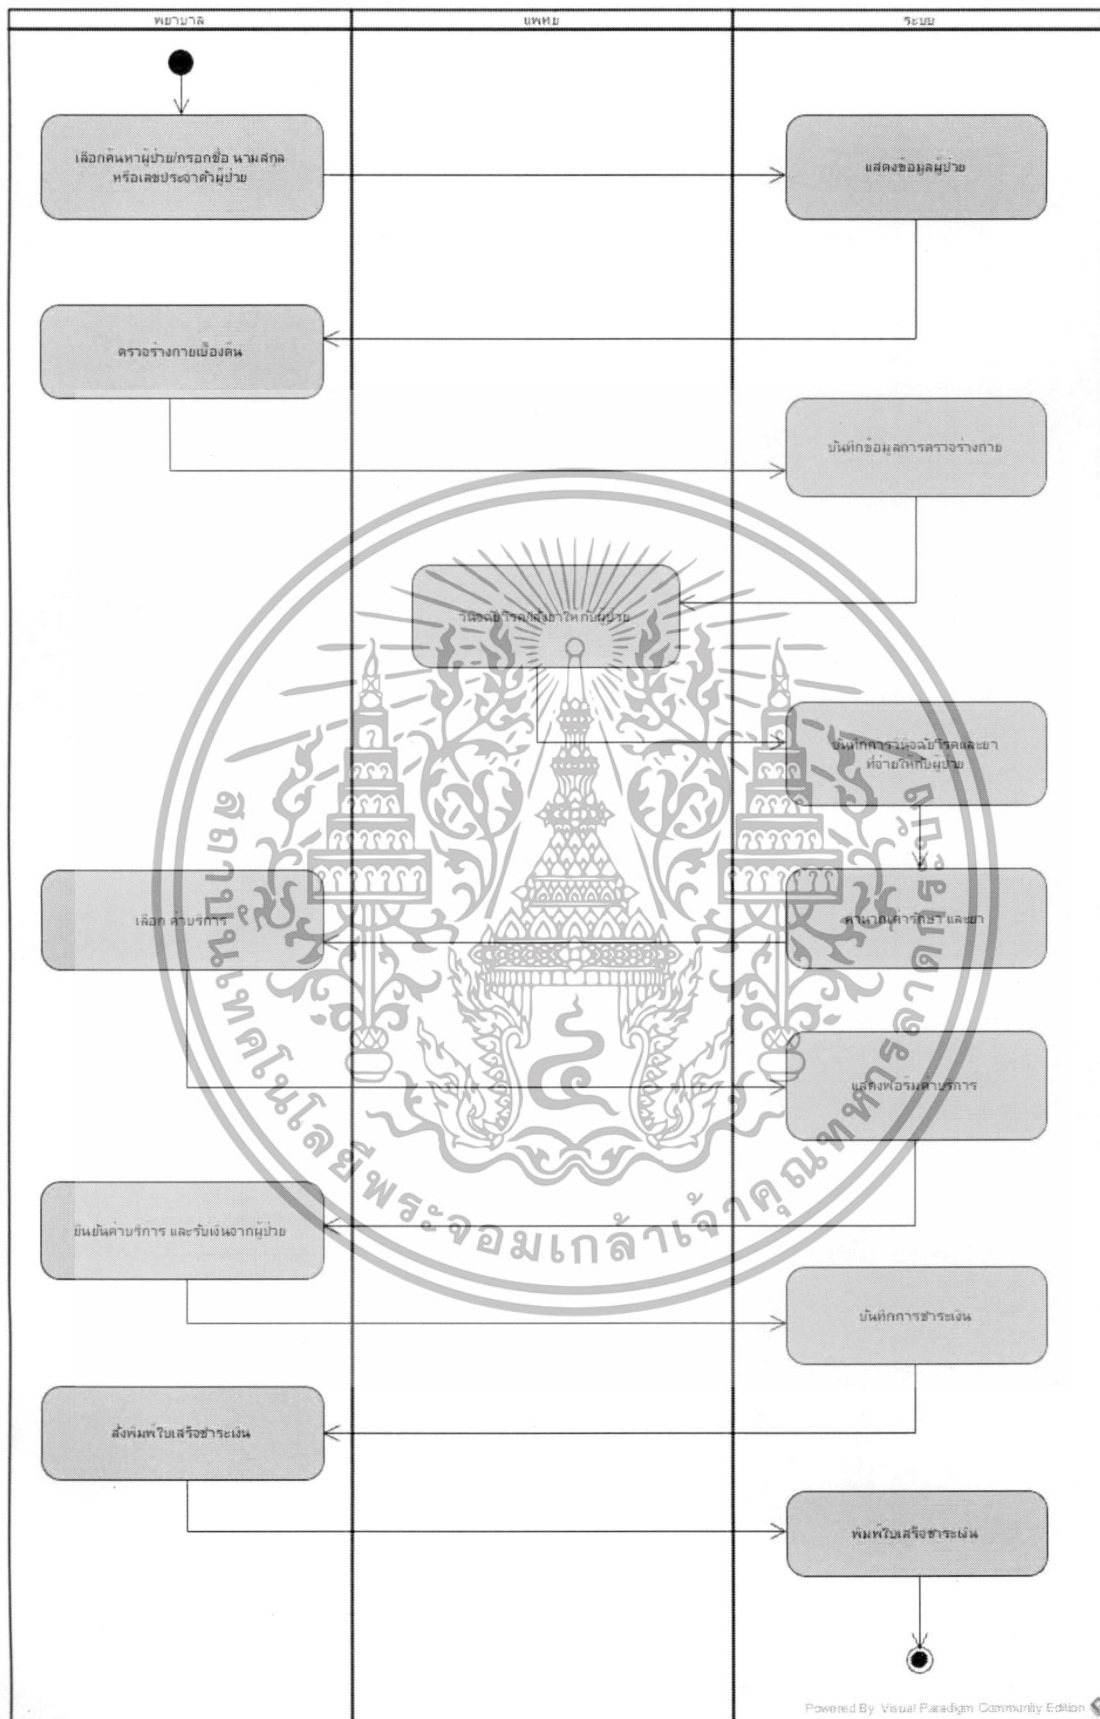 พยาบาล
แพทย์
ระบบ
เลือกค้นหาผู้ป่วย/กรอกชื่อ นามสกุล
หรือเลขประจำตัวผู้ป่วย
แสดงข้อมูลผู้ป่วย
ตรวจร่างกายเบื้องต้น
บันทึกข้อมูลการตรวจร่างกาย
วินิจฉัยโรค/สั่งยาให้กับผู้ป่วย
บันทึกการวินิจฉัยโรคและยา
ที่จ่ายให้กับผู้ป่วย
เลือก ค่าบริการ
คำนวณค่ารักษา และยา
แสดงฟอร์มค่าบริการ
ยืนยันค่าบริการ และรับเงินจากผู้ป่วย
บันทึกการชำระเงิน
สั่งพิมพ์ใบเสร็จชำระเงิน
พิมพ์ใบเสร็จชำระเงิน
สถาบันเทคโนโลยีพระจอมเกล้าเจ้าคุณทหารลาดกระบัง
Powered By Visual Paradigm Community Edition